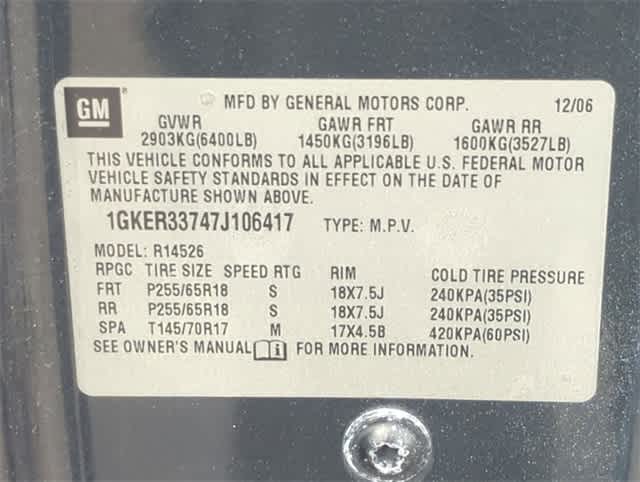 GM® MFD BY GENERAL MOTORS CORP. 12/06
GVWR GAWR FRT GAWR RR
2903KG(6400LB) 1450KG(3196LB) 1600KG(3527LB)
THIS VEHICLE CONFORMS TO ALL APPLICABLE U.S. FEDERAL MOTOR
VEHICLE SAFETY STANDARDS IN EFFECT ON THE DATE OF
MANUFACTURE SHOWN ABOVE.
1GKER33747J106417 TYPE: M.P.V.
MODEL: R14526
RPGC TIRE SIZE SPEED RTG RIM COLD TIRE PRESSURE
FRT P255/65R18 S 18X7.5J 240KPA(35PSI)
RR P255/65R18 S 18X7.5J 240KPA(35PSI)
SPA T145/70R17 M 17X4.5B 420KPA(60PSI)
SEE OWNER'S MANUAL FOR MORE INFORMATION.